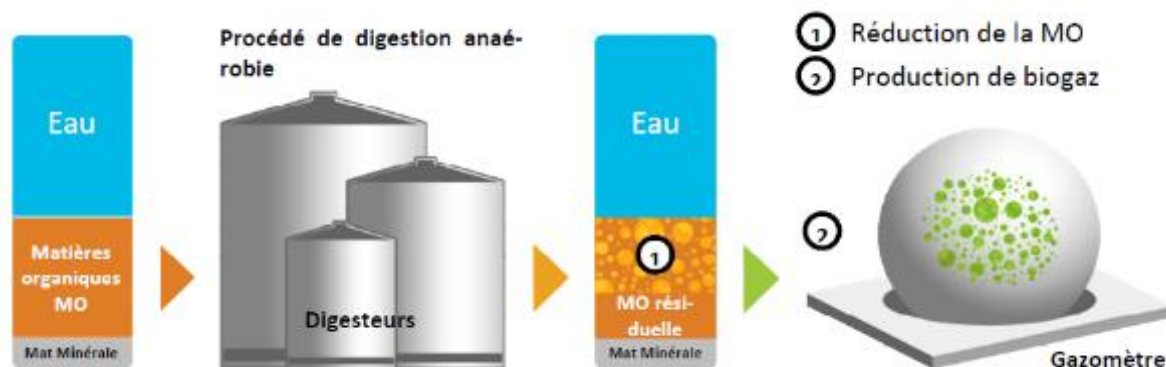 Eau
Matières
organiques
MO
Mat Minérale
Procédé de digestion anaé-
robie
Digesteurs
Eau
1
MO rési-
duelle
Mat Minérale
1 Réduction de la MO
2 Production de biogaz
2
Gazomètre